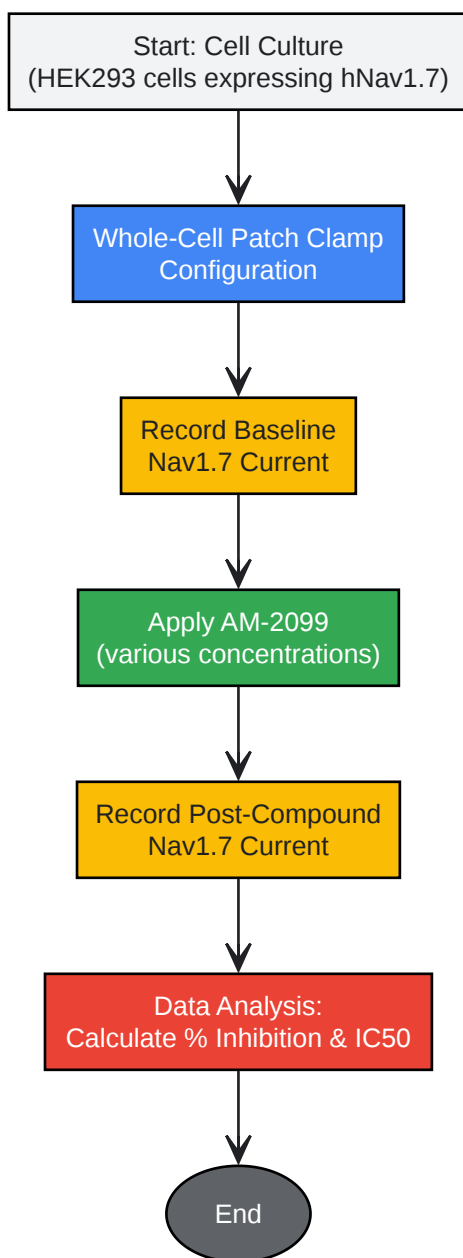 Start: Cell Culture
(HEK293 cells expressing hNav1.7)
Whole-Cell Patch Clamp
Configuration
Record Baseline
Nav1.7 Current
Apply AM-2099
(various concentrations)
Record Post-Compound
Nav1.7 Current
Data Analysis:
Calculate % Inhibition & IC50
End